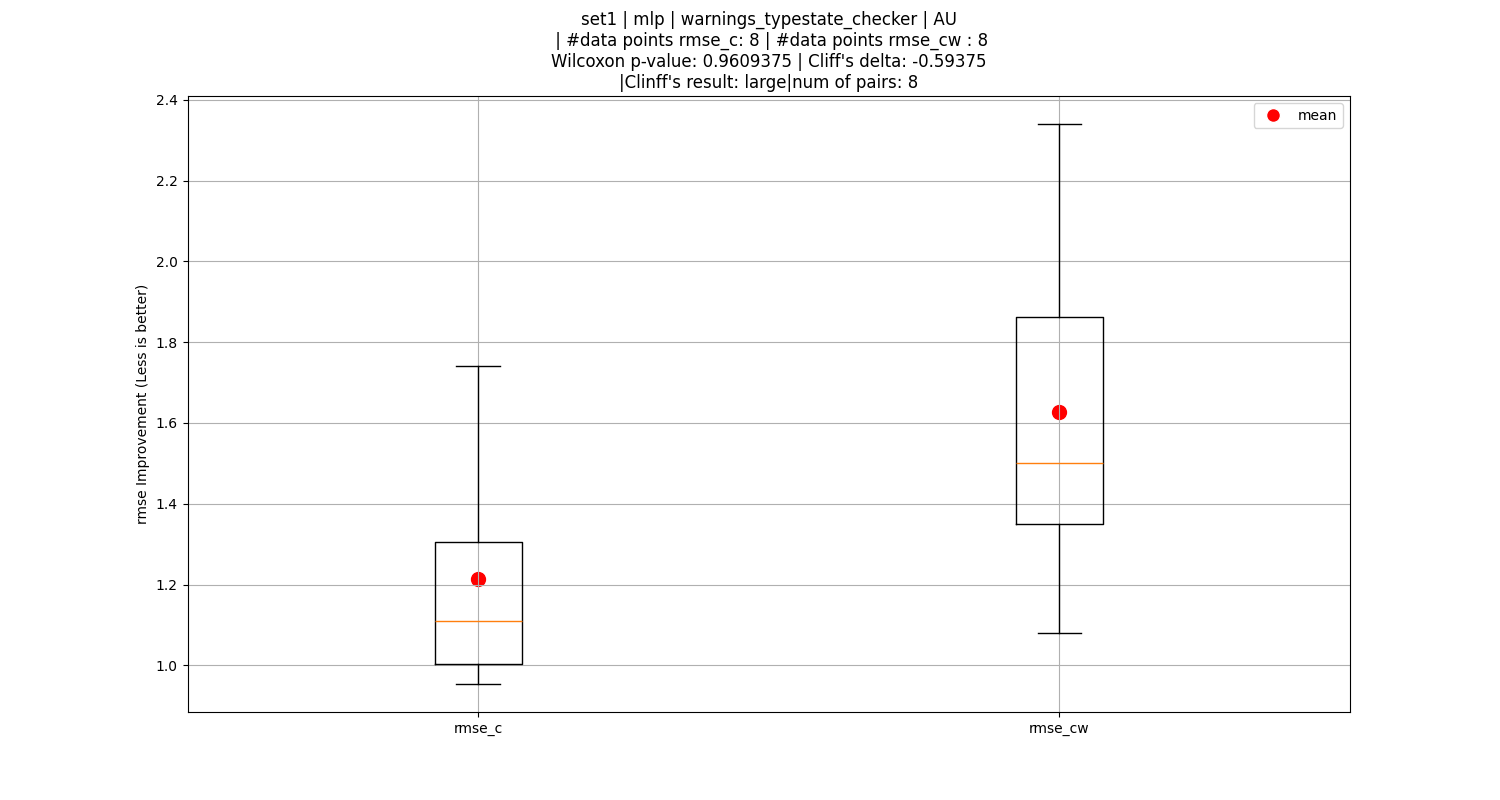 set1 | mlp | warnings_typestate_checker | AU
| #data points rmse_c: 8 | #data points rmse_cw : 8
Wilcoxon p-value: 0.9609375 | Cliff's delta: -0.59375
|Clinff's result: large|num of pairs: 8
mean
rmse Improvement (Less is better)
2.4
2.2
2.0
1.8
1.6
1.4
1.2
1.0
rmse_c
rmse_cw